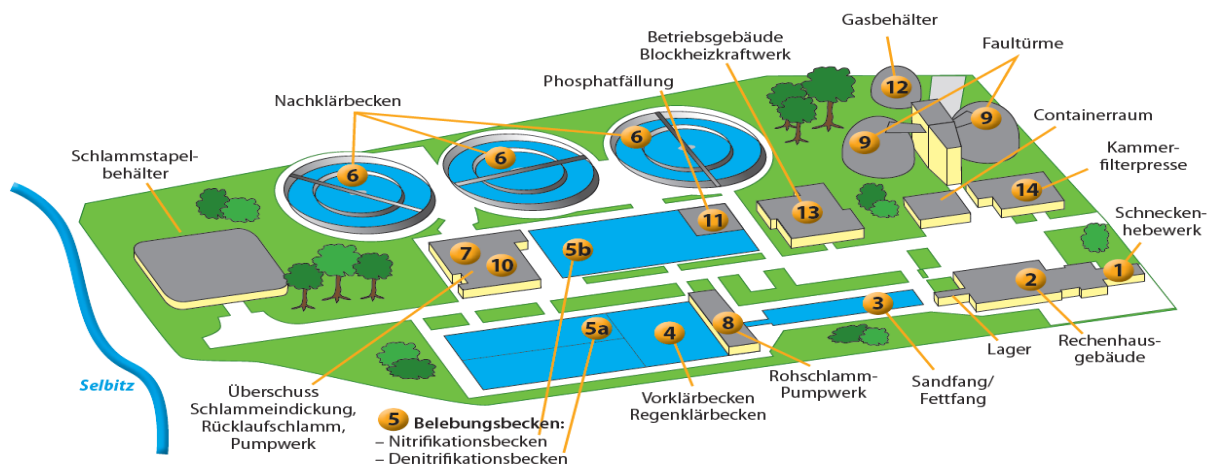 Gasbehälter
Betriebsgebäude
Blockheizkraftwerk
Faultürme
Phosphatfällung
12
Nachklärbecken
Containerraum
9
6
9
Kammer-
filterpresse
Schlammstapel-
behälter
6
6
14
11
13
Schnecken-
hebewerk
7
5b
10
1
2
3
5a
4
8
Lager
Rechenhaus-
gebäude
Selbitz
Rohschlamm-
Pumpwerk
Sandfang/
Fettfang
Überschuss
Schlammeindickung,
Rücklaufschlamm,
Pumpwerk
Vorklärbecken
Regenklärbecken
5 Belebungsbecken:
– Nitrifikationsbecken
– Denitrifikationsbecken